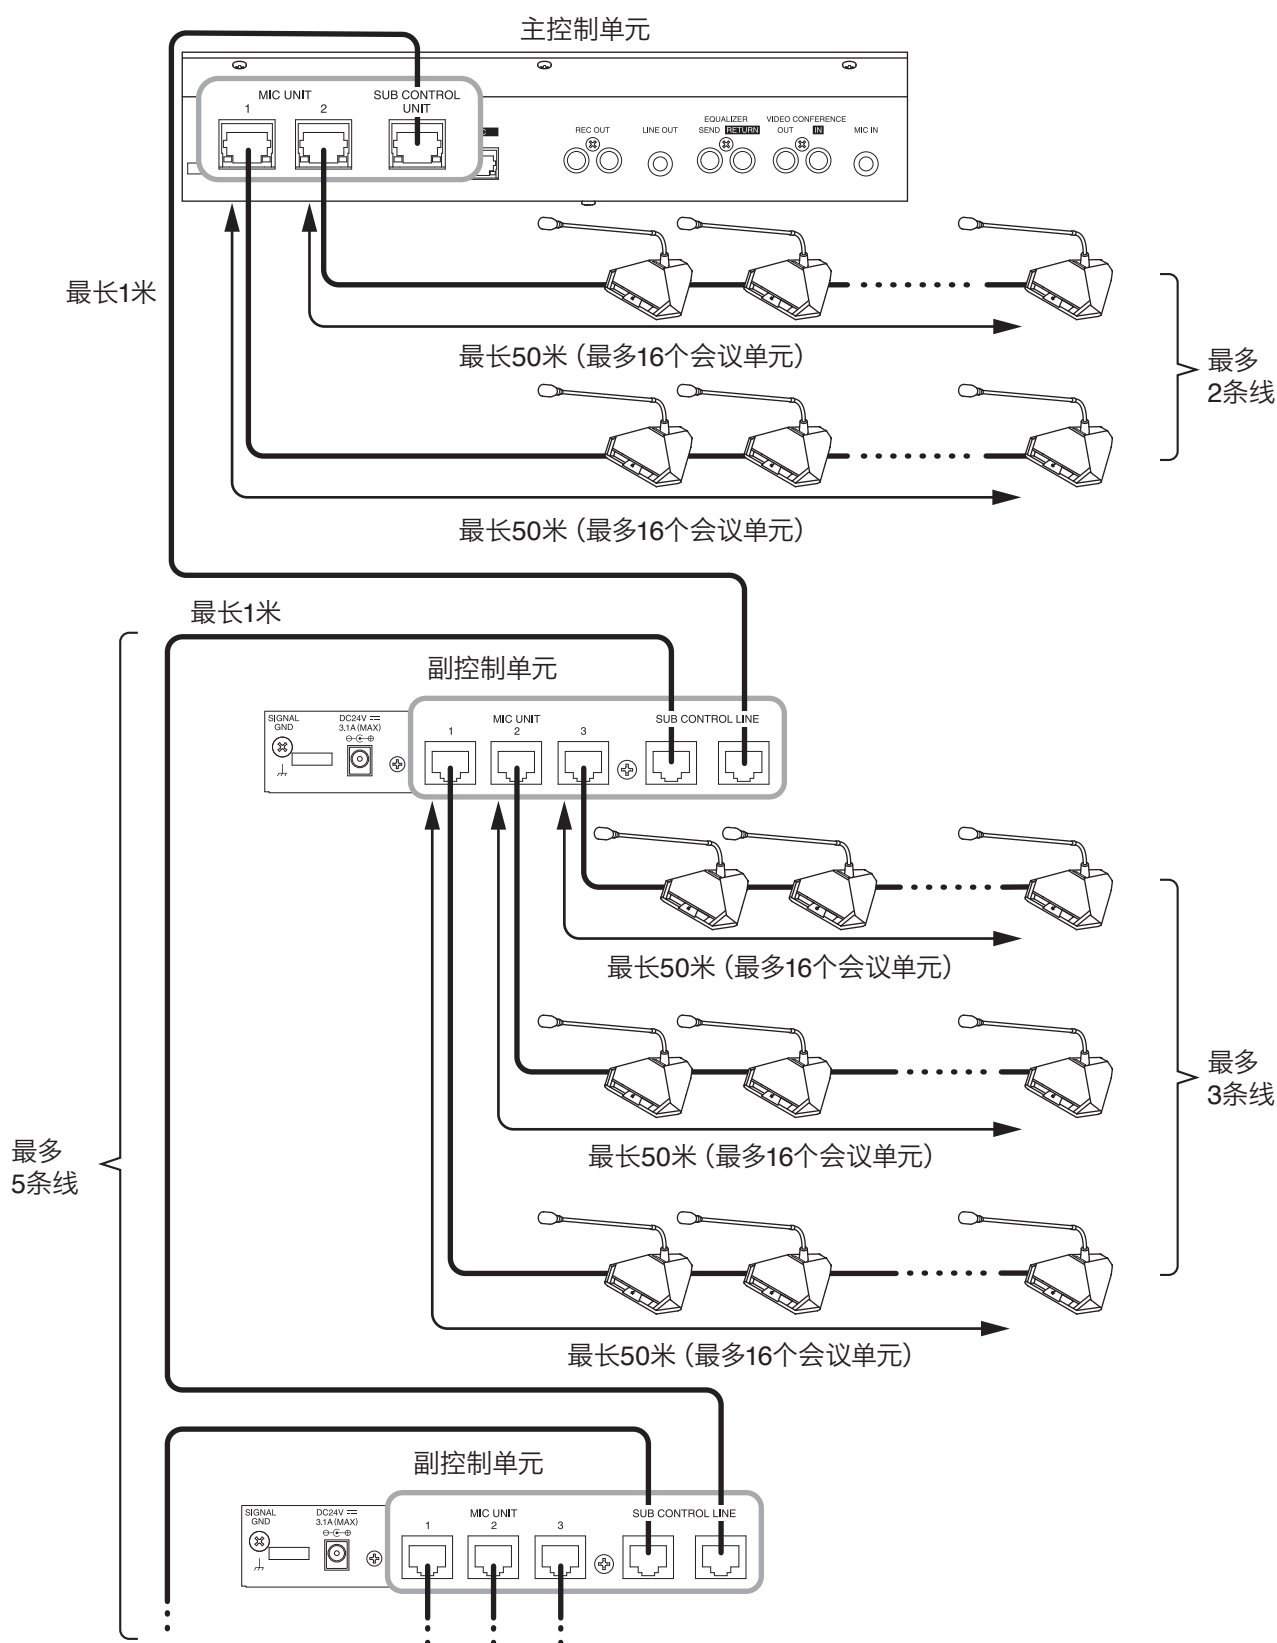 主控制单元
MIC UNIT
1
2
SUB CONTROL
UNIT
C
REC OUT
LINE OUT
EQUALIZER
SEND RETURN
VIDEO CONFERENCE
OUT IN
MIC IN
最长1米
最长50米（最多16个会议单元）
最多
2条线
最长50米（最多16个会议单元）
最长1米
副控制单元
SIGNAL
GND
DC24V
3.1A (MAX)
MIC UNIT
1
2
3
SUB CONTROL LINE
最长50米（最多16个会议单元）
最多
3条线
最长50米（最多16个会议单元）
最多
5条线
最长50米（最多16个会议单元）
副控制单元
SIGNAL
GND
DC24V
3.1A (MAX)
MIC UNIT
1
2
3
SUB CONTROL LINE